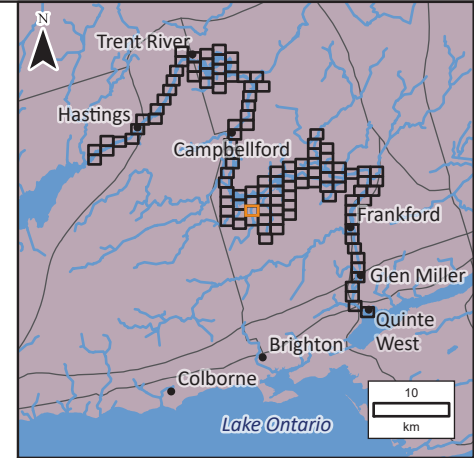 N
Trent River
Hastings
Campbellford
Frankford
Glen Miller
Quinte
West
Brighton
Colborne
Lake Ontario
10
km